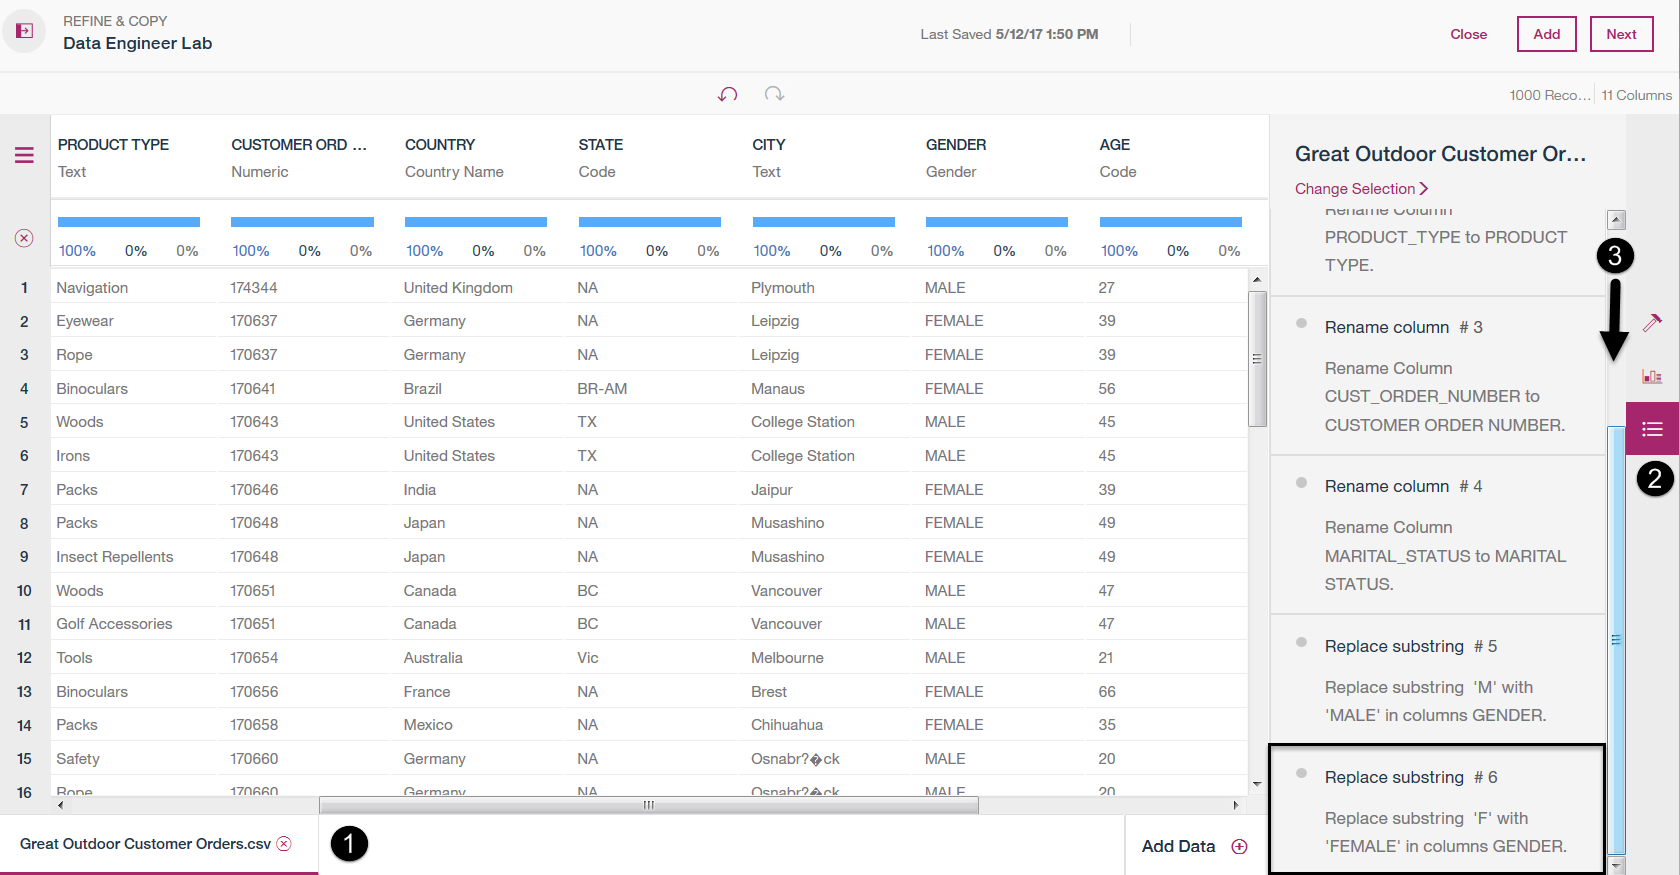 REFINE & COPY
Data Engineer Lab
Last Saved 5/12/17 1:50 PM
Close
Add
Next
1000 Reco... 11 Columns
PRODUCT TYPE CUSTOMER ORD ... COUNTRY STATE CITY GENDER AGE
Text Numeric Country Name Code Text Gender Code
100% 0% 0% 100% 0% 0% 100% 0% 0% 100% 0% 0% 100% 0% 0% 100% 0% 0% 100% 0% 0%
1 Navigation 174344 United Kingdom NA Plymouth MALE 27
2 Eyewear 170637 Germany NA Leipzig FEMALE 39
3 Rope 170637 Germany NA Leipzig FEMALE 39
4 Binoculars 170641 Brazil BR-AM Manaus FEMALE 56
5 Woods 170643 United States TX College Station MALE 45
6 Irons 170643 United States TX College Station MALE 45
7 Packs 170646 India NA Jaipur FEMALE 39
8 Packs 170648 Japan NA Musashino FEMALE 49
9 Insect Repellents 170648 Japan NA Musashino FEMALE 49
10 Woods 170651 Canada BC Vancouver MALE 47
11 Golf Accessories 170651 Canada BC Vancouver MALE 47
12 Tools 170654 Australia Vic Melbourne MALE 21
13 Binoculars 170656 France NA Brest FEMALE 66
14 Packs 170658 Mexico NA Chihuahua FEMALE 35
15 Safety 170660 Germany NA Osnabr?�ck MALE 20
16 Rope 170660 Germany NA Osnabr?�ck MALE 20
Great Outdoor Customer Orders.csv
1
Add Data
Great Outdoor Customer Or...
Change Selection
Rename Column
PRODUCT_TYPE to PRODUCT
TYPE.
3
Rename column # 3
Rename Column
CUST_ORDER_NUMBER to
CUSTOMER ORDER NUMBER.
2
Rename column # 4
Rename Column
MARITAL_STATUS to MARITAL
STATUS.
Replace substring # 5
Replace substring 'M' with
'MALE' in columns GENDER.
Replace substring # 6
Replace substring 'F' with
'FEMALE' in columns GENDER.